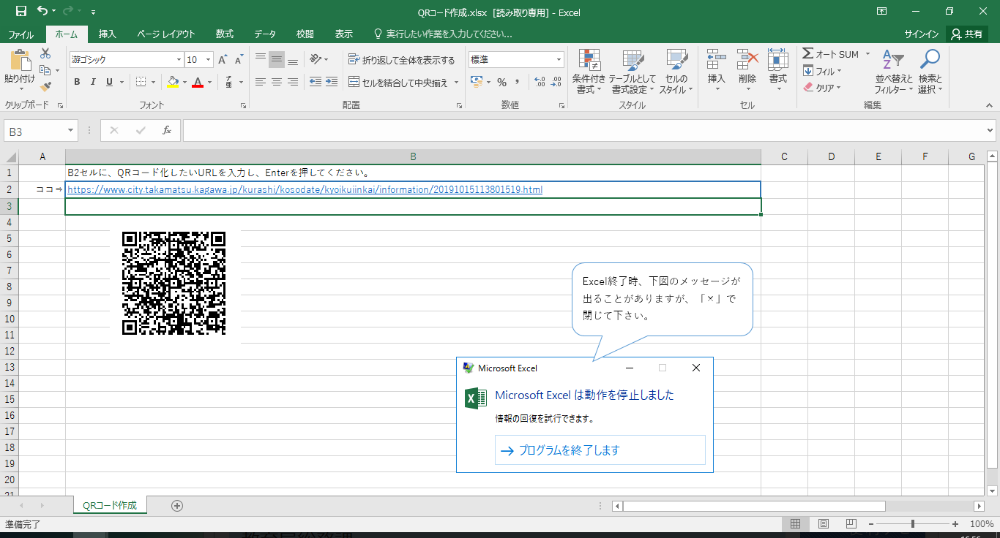 QRコード作成.xlsx [読み取り専用] - Excel
ファイル ホーム 挿入 ページ レイアウト 数式 データ 校閲 表示 実行したい作業を入力してください... サインイン 共有
貼り付け
クリップボード
游ゴシック 10
B I U
フォント
折り返して全体を表示する
セルを結合して中央揃え
配置
標準
%
数値
条件付き書式
テーブルとして書式設定
セルのスタイル
スタイル
挿入 削除 書式
セル
オート SUM
フィル
クリア
並べ替えとフィルター
検索と選択
編集
B3 fx
A B C D E F G
1 B2セルに、QRコード化したいURLを入力し、Enterを押してください。
2 ココ⇒ https://www.city.takamatsu.kagawa.jp/kurashi/kosodate/kyoikuiinkai/information/20191015113801519.html
3
4
5
6
7
8
9
10
11
12
13
14
15
16
17
18
19
20
21
Excel終了時、下図のメッセージが
出ることがありますが、「×」で
閉じて下さい。
Microsoft Excel
Microsoft Excel は動作を停止しました
情報の回復を試行できます。
→ プログラムを終了します
QRコード作成
準備完了 100%